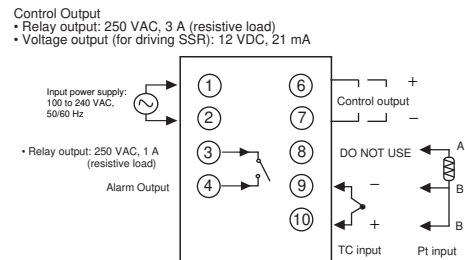 Control Output
• Relay output: 250 VAC, 3 A (resistive load)
• Voltage output (for driving SSR): 12 VDC, 21 mA
Input power supply:
100 to 240 VAC,
50/60 Hz
1
2
3
4
6
7
8
9
10
+
Control output
−
• Relay output: 250 VAC, 1 A
(resistive load)
Alarm Output
DO NOT USE
A
B
B
−
+
TC input
Pt input